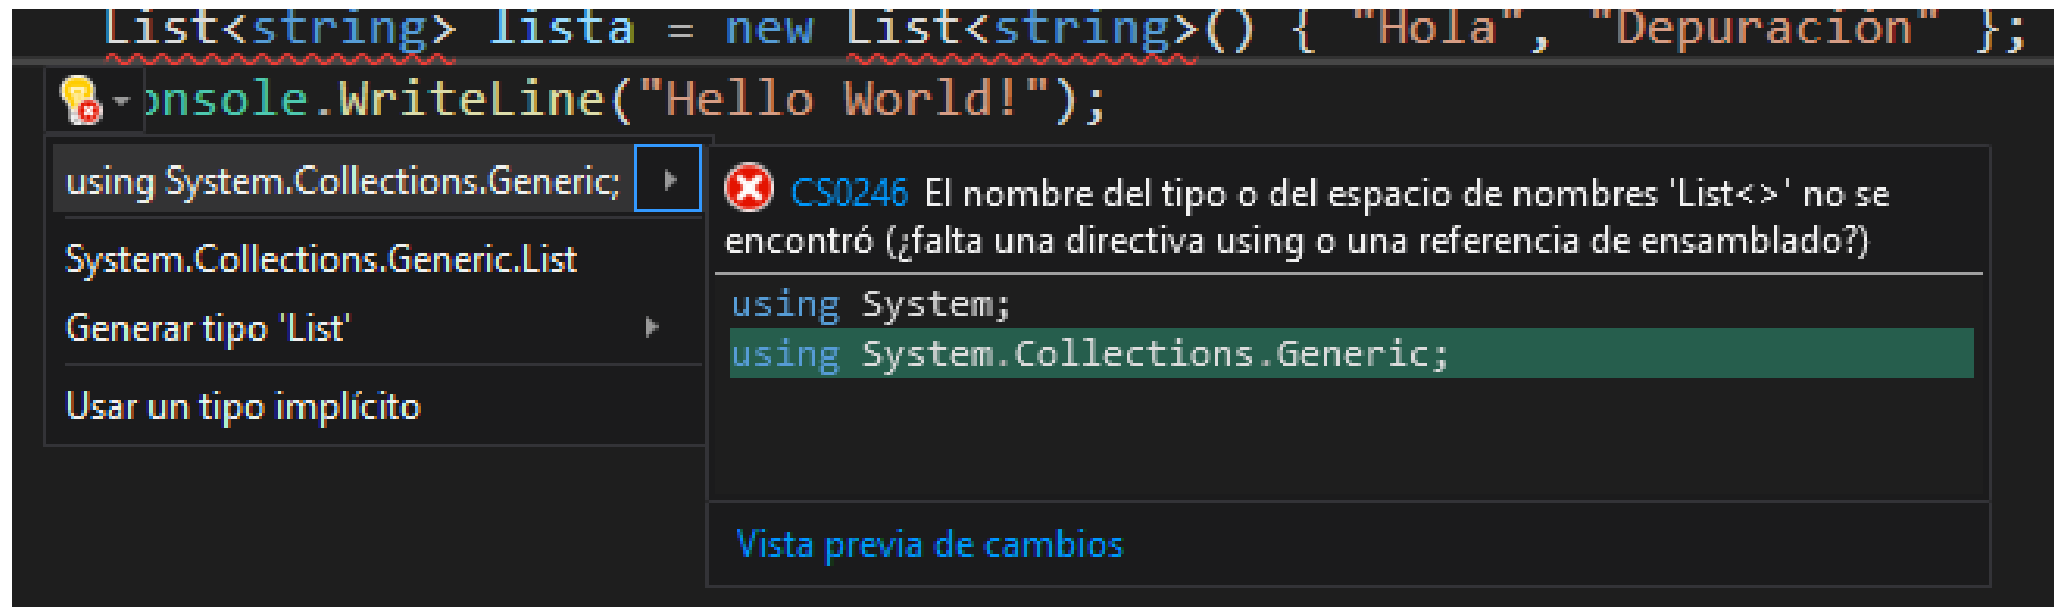 List<string> lista = new List<string>() { "Hola", "Depuración" };
onsole.WriteLine("Hello World!");
using System.Collections.Generic;
System.Collections.Generic.List
Generar tipo 'List'
Usar un tipo implícito
CS0246 El nombre del tipo o del espacio de nombres 'List<>' no se
encontró (¿falta una directiva using o una referencia de ensamblado?)
using System;
using System.Collections.Generic;
Vista previa de cambios